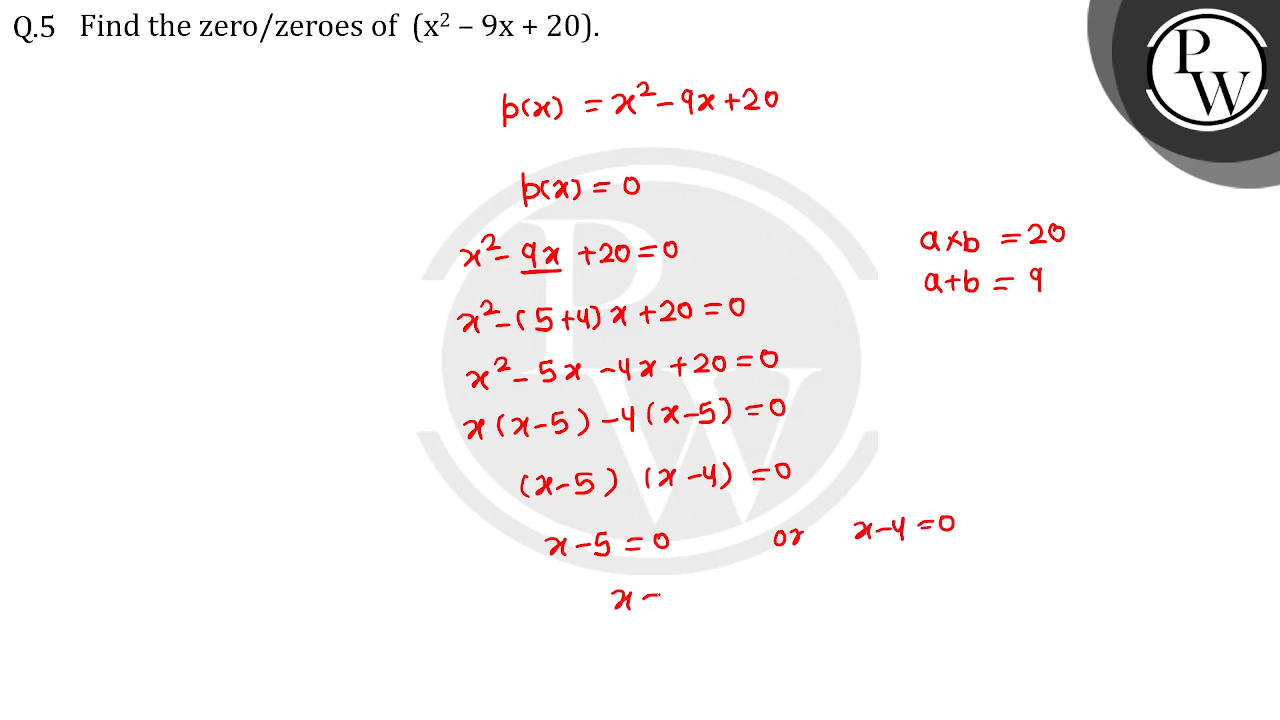 Q.5 Find the zero/zeroes of (x² – 9x + 20).
PW
p(x) = x² - 9x + 20
p(x) = 0
x² - 9x + 20 = 0
a × b = 20
a + b = 9
x² - (5 + 4) x + 20 = 0
x² - 5x - 4x + 20 = 0
x (x - 5) - 4 (x - 5) = 0
(x - 5) (x - 4) = 0
x - 5 = 0 or x - 4 = 0
x -